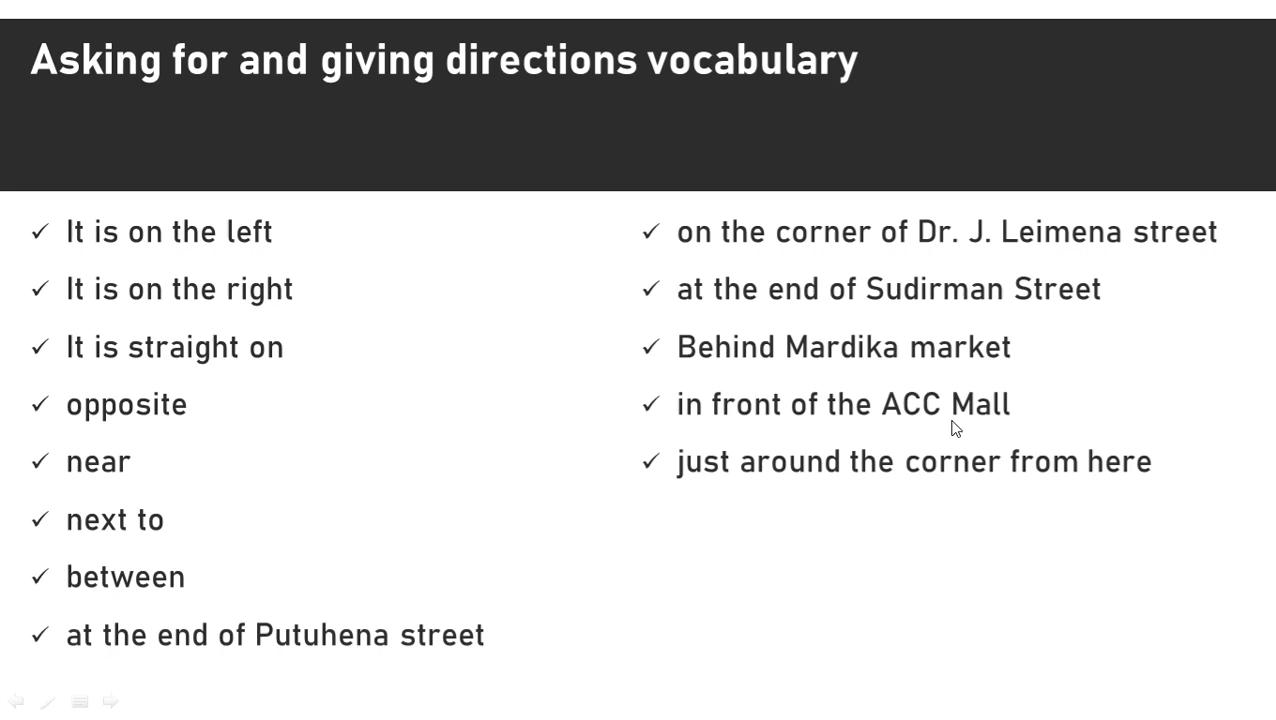 Asking for and giving directions vocabulary
✓ It is on the left
✓ It is on the right
✓ It is straight on
✓ opposite
✓ near
✓ next to
✓ between
✓ at the end of Putuhena street
✓ on the corner of Dr. J. Leimena street
✓ at the end of Sudirman Street
✓ Behind Mardika market
✓ in front of the ACC Mall
✓ just around the corner from here